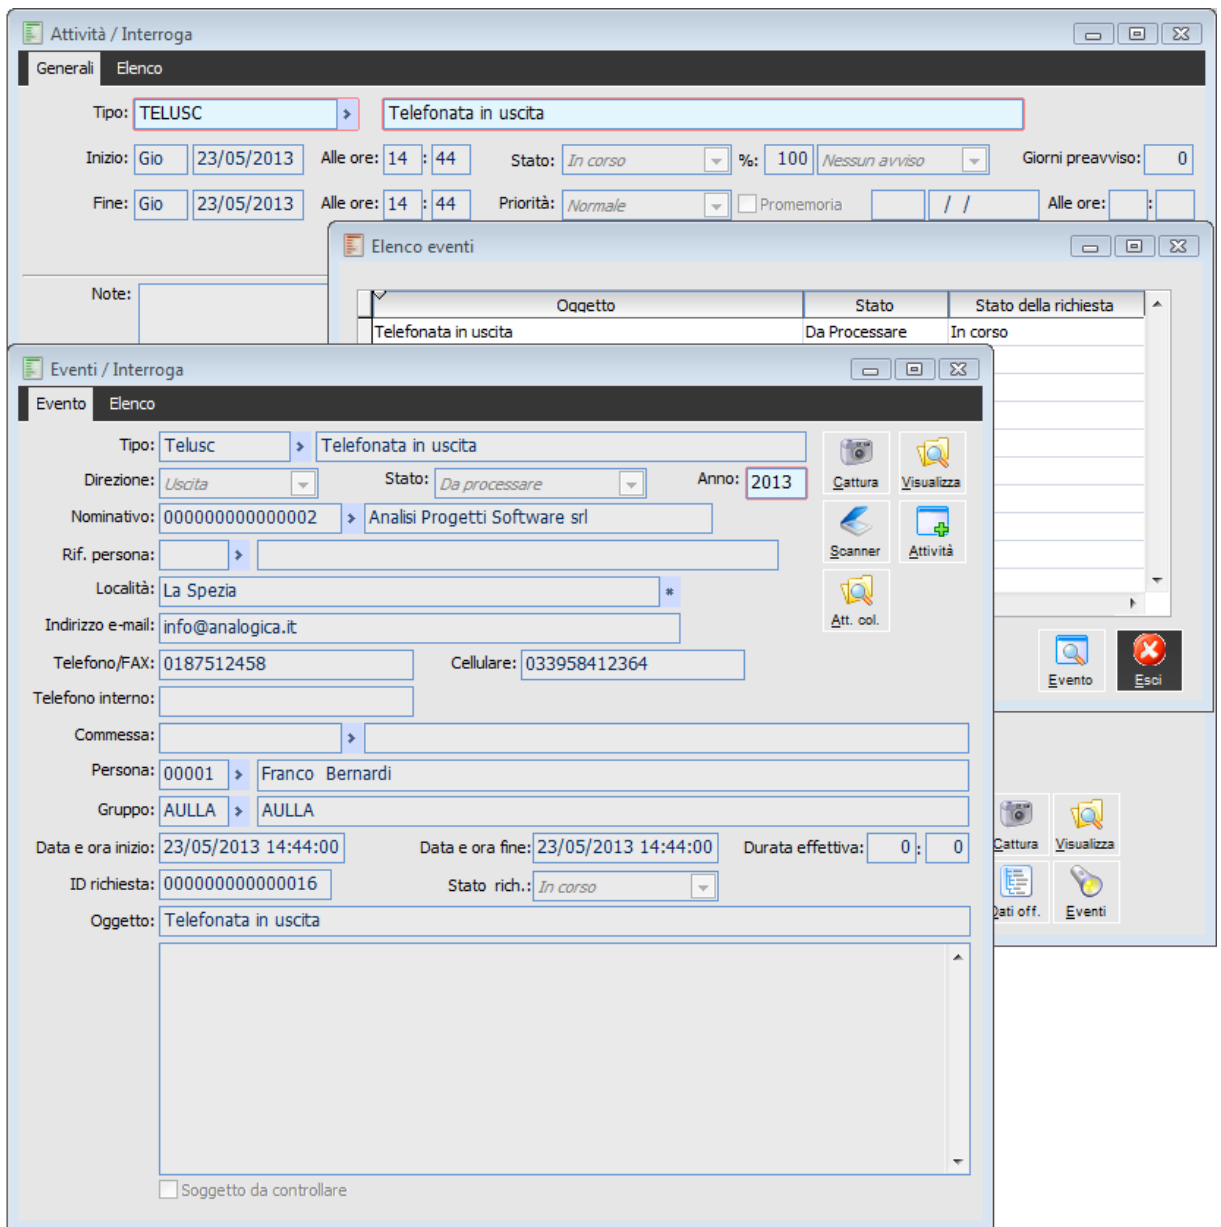 Attività / Interroga
Generali Elenco
Tipo: TELUSC Telefonata in uscita
Inizio: Gio 23/05/2013 Alle ore: 14 : 44 Stato: In corso %: 100 Nessun avviso Giorni preavviso: 0
Fine: Gio 23/05/2013 Alle ore: 14 : 44 Priorità: Normale Promemoria / / Alle ore: :
Note:
Elenco eventi
Oggetto Stato Stato della richiesta
Telefonata in uscita Da Processare In corso
Evento Esci
Eventi / Interroga
Evento Elenco
Tipo: Telusc Telefonata in uscita
Direzione: Uscita Stato: Da processare Anno: 2013
Cattura Visualizza
Nominativo: 000000000000002 Analisi Progetti Software srl
Rif. persona:
Scanner Attività
Località: La Spezia
Att. col.
Indirizzo e-mail: info@analogica.it
Telefono/FAX: 0187512458 Cellulare: 033958412364
Telefono interno:
Commessa:
Persona: 00001 Franco Bernardi
Gruppo: AULLA AULLA
Data e ora inizio: 23/05/2013 14:44:00 Data e ora fine: 23/05/2013 14:44:00 Durata effettiva: 0 : 0
ID richiesta: 000000000000016 Stato rich.: In corso
Oggetto: Telefonata in uscita
Soggetto da controllare
Cattura Visualizza
Dati off. Eventi